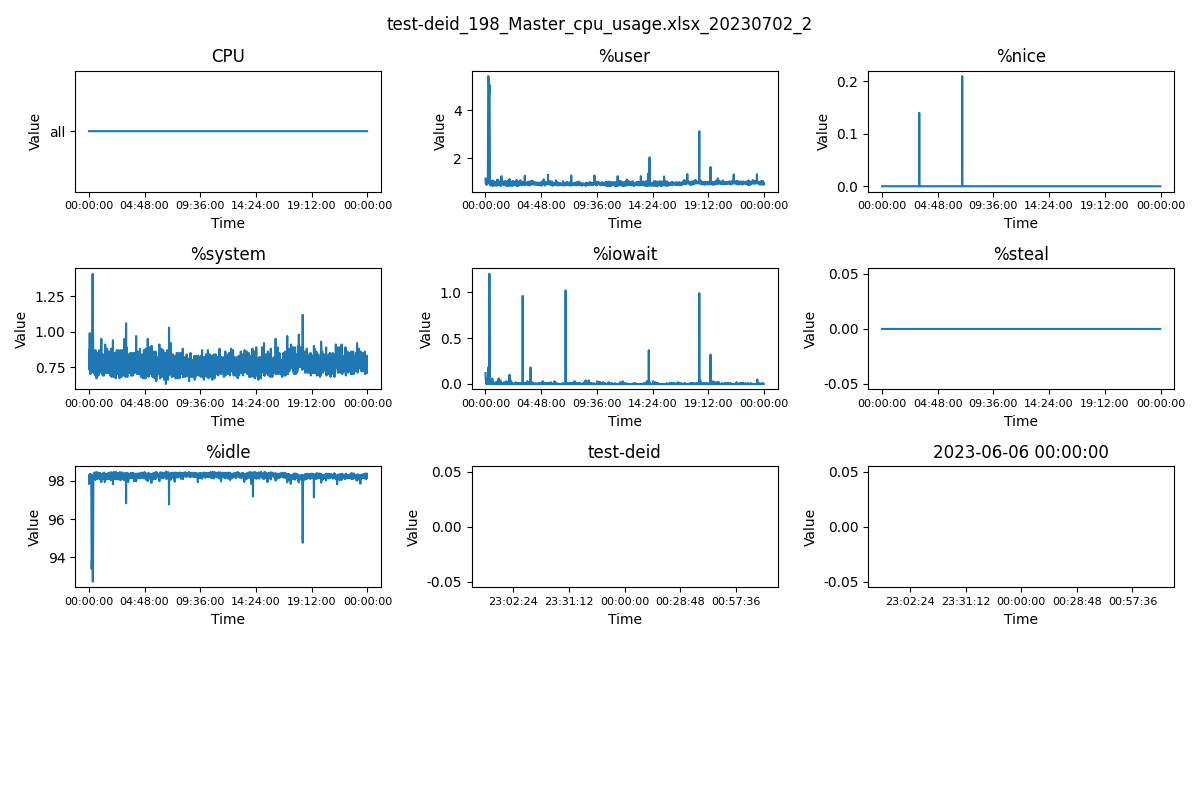 test-deid_198_Master_cpu_usage.xlsx_20230702_2
CPU
Value
all
00:00:00 04:48:00 09:36:00 14:24:00 19:12:00 00:00:00
Time
%user
Value
4
2
00:00:00 04:48:00 09:36:00 14:24:00 19:12:00 00:00:00
Time
%nice
Value
0.2
0.1
0.0
00:00:00 04:48:00 09:36:00 14:24:00 19:12:00 00:00:00
Time
%system
Value
1.25
1.00
0.75
00:00:00 04:48:00 09:36:00 14:24:00 19:12:00 00:00:00
Time
%iowait
Value
1.0
0.5
0.0
00:00:00 04:48:00 09:36:00 14:24:00 19:12:00 00:00:00
Time
%steal
Value
0.05
0.00
-0.05
00:00:00 04:48:00 09:36:00 14:24:00 19:12:00 00:00:00
Time
%idle
Value
98
96
94
00:00:00 04:48:00 09:36:00 14:24:00 19:12:00 00:00:00
Time
test-deid
Value
0.05
0.00
-0.05
23:02:24 23:31:12 00:00:00 00:28:48 00:57:36
Time
2023-06-06 00:00:00
Value
0.05
0.00
-0.05
23:02:24 23:31:12 00:00:00 00:28:48 00:57:36
Time